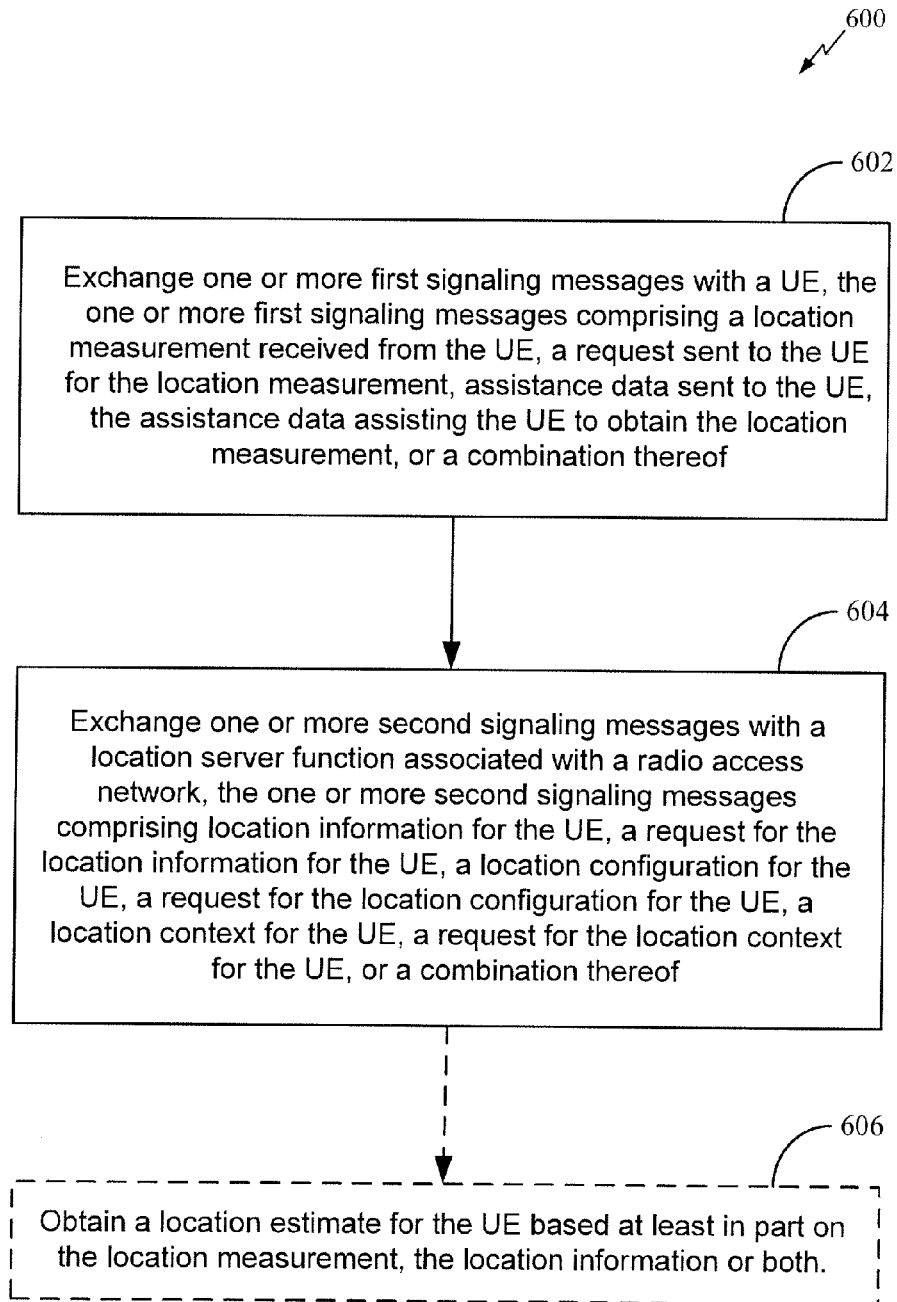 600
602
Exchange one or more first signaling messages with a UE, the
one or more first signaling messages comprising a location
measurement received from the UE, a request sent to the UE
for the location measurement, assistance data sent to the UE,
the assistance data assisting the UE to obtain the location
measurement, or a combination thereof
604
Exchange one or more second signaling messages with a
location server function associated with a radio access
network, the one or more second signaling messages
comprising location information for the UE, a request for the
location information for the UE, a location configuration for the
UE, a request for the location configuration for the UE, a
location context for the UE, a request for the location context
for the UE, or a combination thereof
606
Obtain a location estimate for the UE based at least in part on
the location measurement, the location information or both.